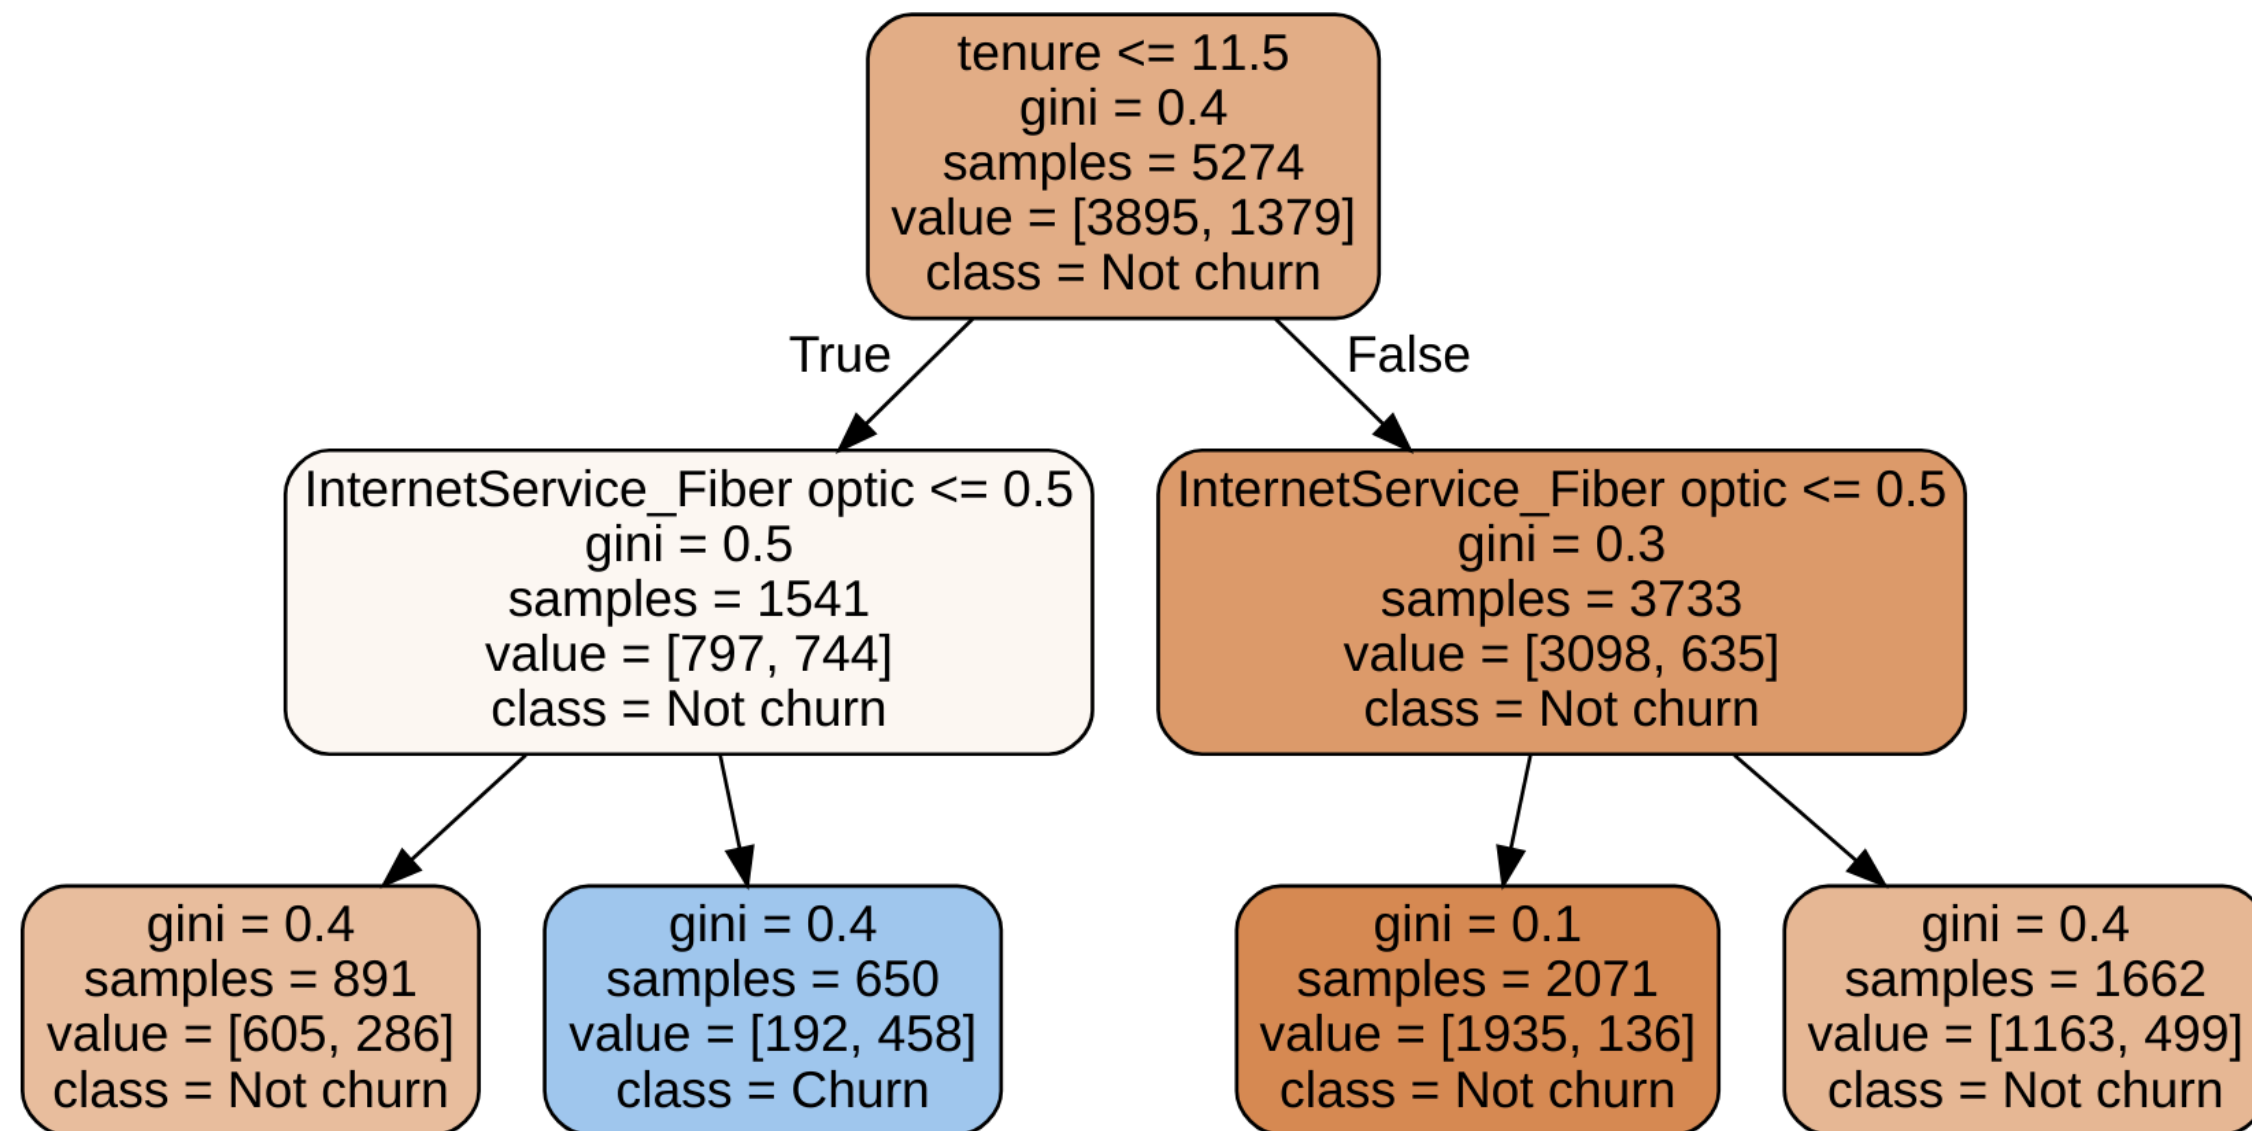 tenure <= 11.5
gini = 0.4
samples = 5274
value = [3895, 1379]
class = Not churn
True
False
InternetService_Fiber optic <= 0.5
gini = 0.5
samples = 1541
value = [797, 744]
class = Not churn
InternetService_Fiber optic <= 0.5
gini = 0.3
samples = 3733
value = [3098, 635]
class = Not churn
gini = 0.4
samples = 891
value = [605, 286]
class = Not churn
gini = 0.4
samples = 650
value = [192, 458]
class = Churn
gini = 0.1
samples = 2071
value = [1935, 136]
class = Not churn
gini = 0.4
samples = 1662
value = [1163, 499]
class = Not churn